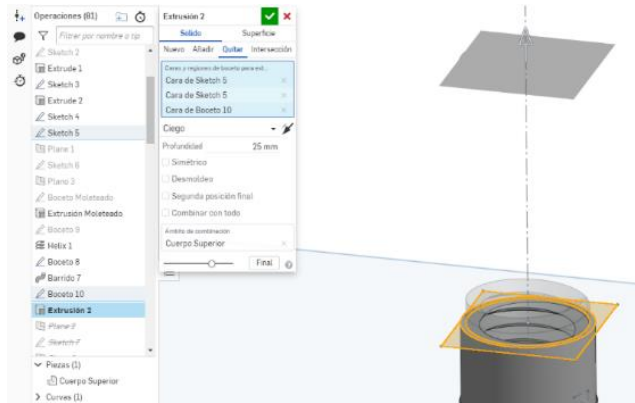 Operaciones (81)
Filtrar por nombre o tip
Sketch 2
Extrude 1
Sketch 3
Extrude 2
Sketch 4
Sketch 5
Plane 1
Sketch 6
Plano 3
Boceto Moleteado
Extrusión Moleteado
Boceto 9
Helix 1
Boceto 8
Barrido 7
Boceto 10
Extrusión 2
Sketch 7
Piezas (1)
Cuerpo Superior
Curvas (1)
Extrusión 2
Sólido Superficie
Nuevo Añadir Quitar Intersección
Caras y regiones de boceto para ext...
Cara de Sketch 5
Cara de Sketch 5
Cara de Boceto 10
Ciego
Profundidad 25 mm
Simétrico
Desmoldeo
Segunda posición final
Combinar con todo
Ámbito de combinación
Cuerpo Superior
Final